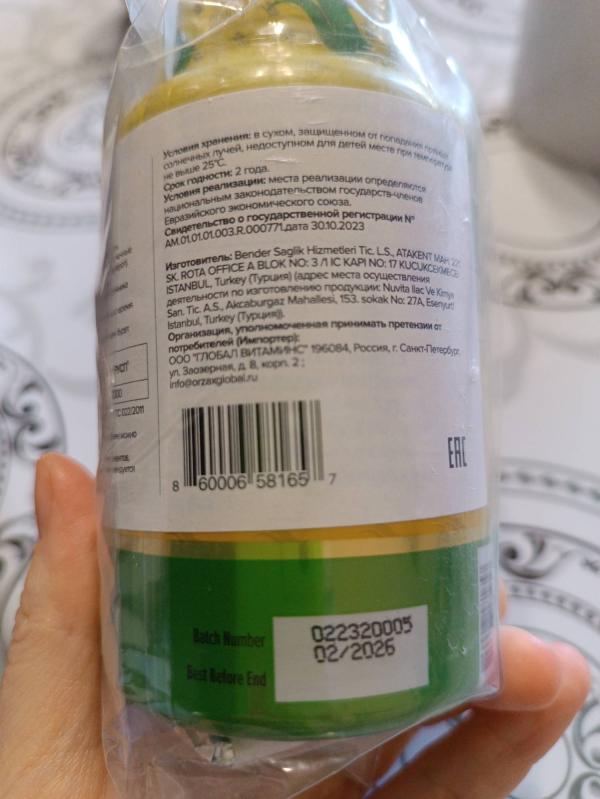 Условия хранения: в сухом, защищенном от попадания прямых
солнечных лучей, недоступном для детей месте при температуре
не выше 25°C.
Срок годности: 2 года.
Условия реализации: места реализации определяются
национальным законодательством государств-членов
Евразийского экономического союза.
Свидетельство о государственной регистрации №
AM.01.01.01.003.R.000771.дата 30.10.2023
Изготовитель: Bender Saglik Hizmetleri Tic. L.S., ATAKENT MAH.
SK. ROTA OFFICE A BLOK NO: 3 Л IC KAPI NO: 17 KUCUKCEKMECE/
ISTANBUL, Turkey (Турция) (адрес места осуществления
деятельности по изготовлению продукции: Nuvita Ilac Ve Kimya
San. Tic. A.S., Akcaburgaz Mahallesi, 153. sokak No: 27A, Esenyurt/
Istanbul, Turkey (Турция)).
Организация, уполномоченная принимать претензии от
потребителей (Импортер):
ООО "ГЛОБАЛ ВИТАМИНС" 196084, Россия, г. Санкт-Петербург,
ул. Заозерная, д. 8, корп. 2 ;
info@orzaxglobal.ru
8 60006 58165 7
EAC
Batch Number 022320005
Best Before End 02/2026